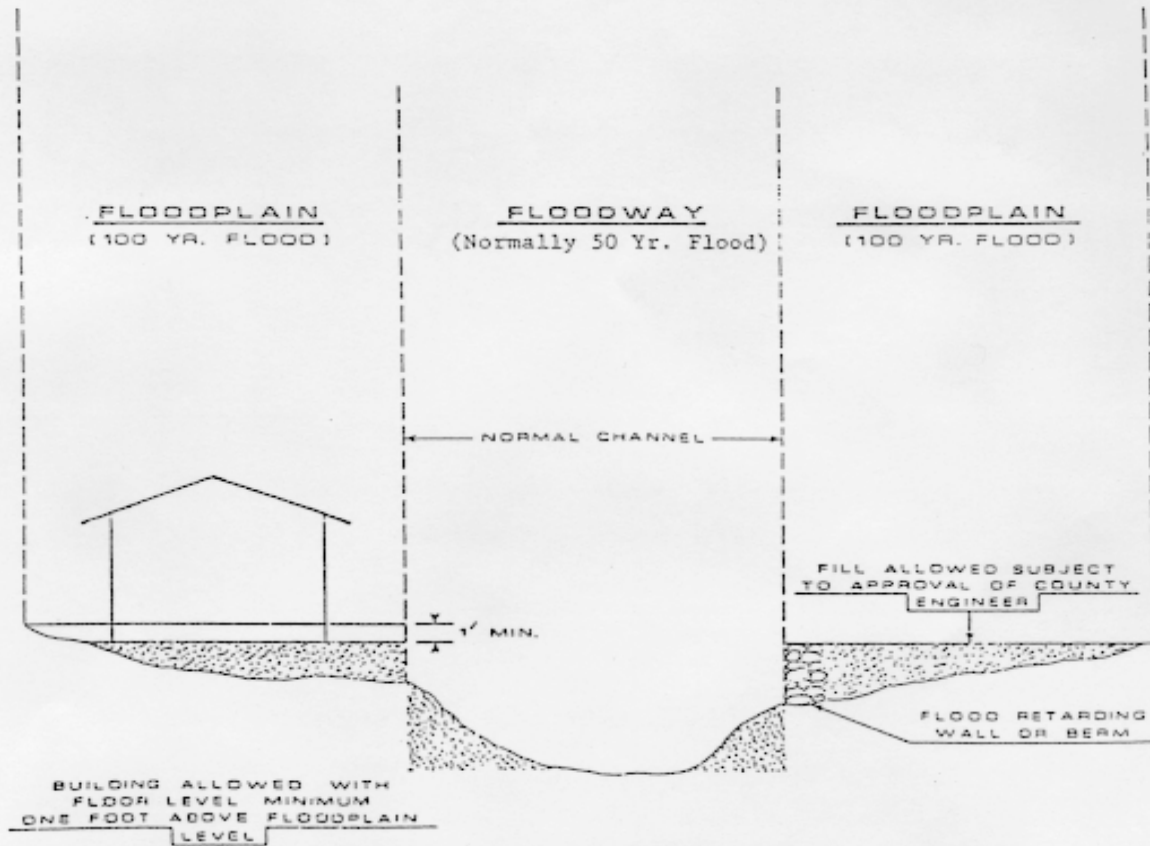 FLOODPLAIN
(100 YR. FLOOD)
FLOODWAY
(Normally 50 Yr. Flood)
FLOODPLAIN
(100 YR. FLOOD)
NORMAL CHANNEL
1' MIN.
FILL ALLOWED SUBJECT
TO APPROVAL OF COUNTY
ENGINEER
FLOOD RETARDING
WALL OR BERM
BUILDING ALLOWED WITH
FLOOR LEVEL MINIMUM
ONE FOOT ABOVE FLOODPLAIN
LEVEL